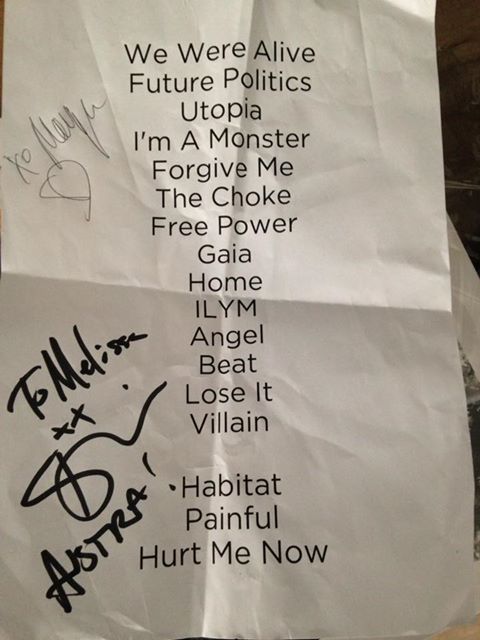 We Were Alive
Future Politics
Utopia
I'm A Monster
Forgive Me
The Choke
Free Power
Gaia
Home
ILYM
Angel
Beat
Lose It
Villain
·Habitat
Painful
Hurt Me Now
xo
To Melissa
xx
AUSTRA!